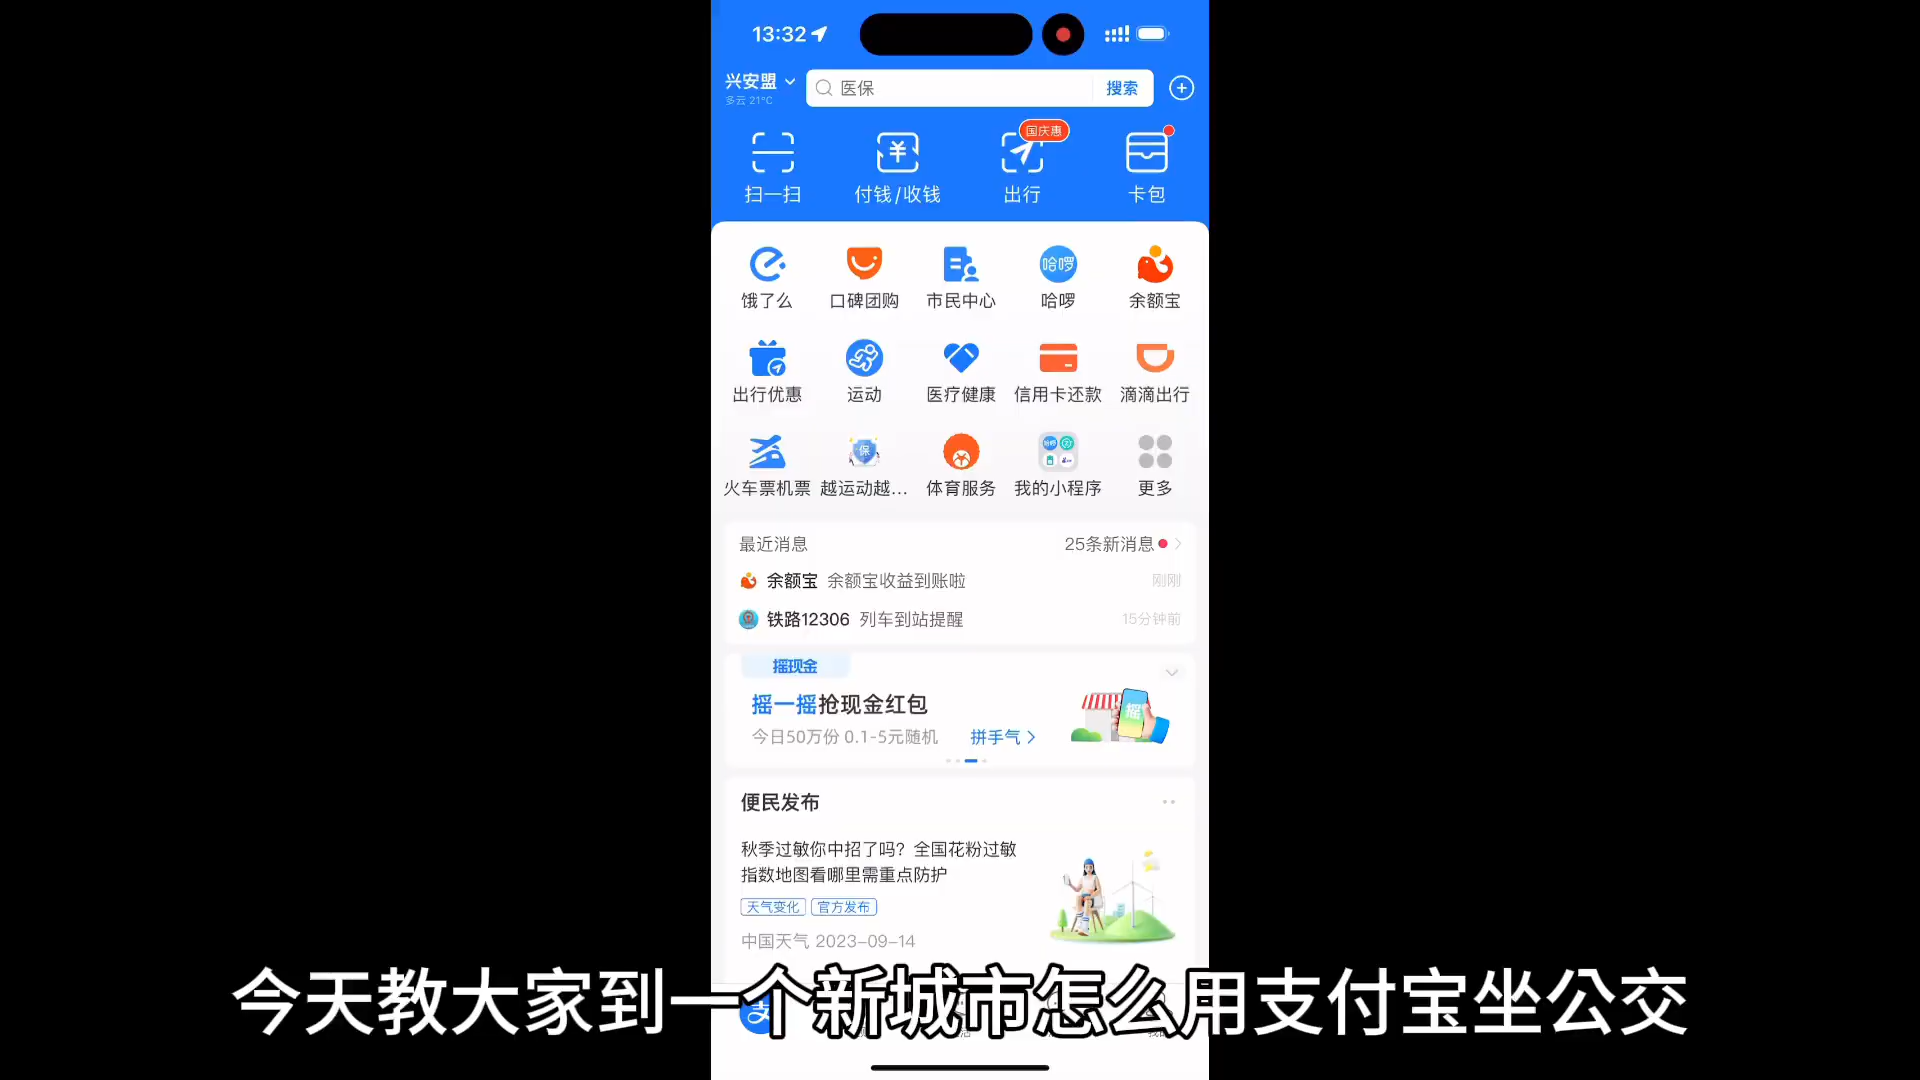 13:32
兴安盟
多云 21°C
医保
搜索
国庆惠
扫一扫
付钱/收钱
出行
卡包
哈啰
饿了么
口碑团购
市民中心
哈啰
余额宝
出行优惠
运动
医疗健康
信用卡还款
滴滴出行
保
火车票机票
越运动越...
体育服务
我的小程序
更多
最近消息
25条新消息
余额宝 余额宝收益到账啦
刚刚
铁路12306 列车到站提醒
15分钟前
摇现金
摇一摇抢现金红包
今日50万份 0.1-5元随机
拼手气
摇
便民发布
秋季过敏你中招了吗？全国花粉过敏
指数地图看哪里需重点防护
天气变化
官方发布
中国天气 2023-09-14
今天教大家到一个新城市怎么用支付宝坐公交